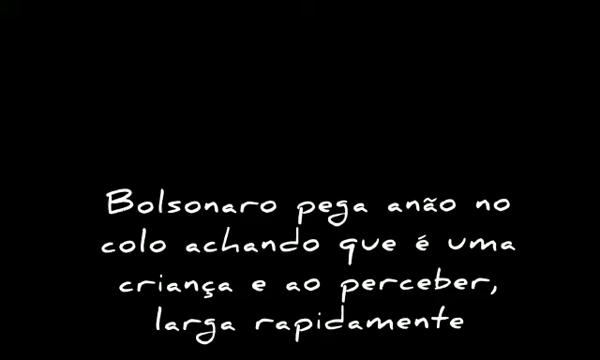 Bolsonaro pega anão no
colo achando que é uma
criança e ao perceber,
larga rapidamente